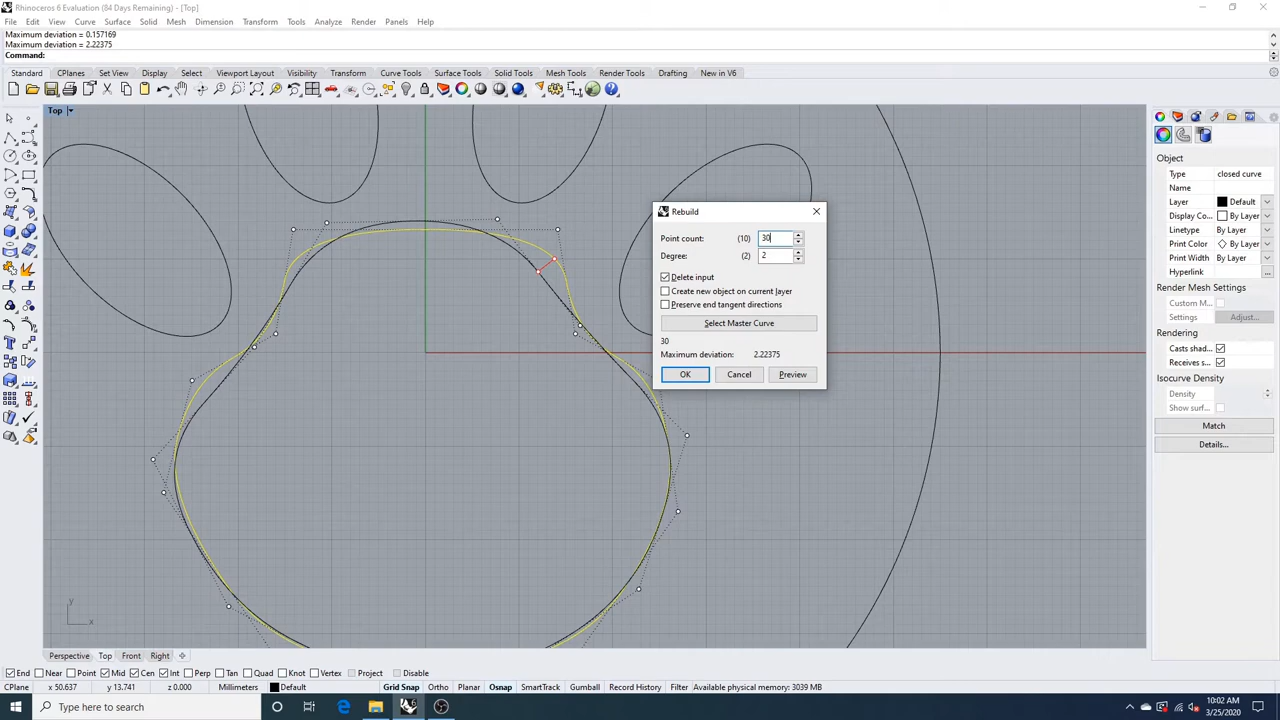 Rhinoceros 6 Evaluation (84 Days Remaining) - [Top]
File Edit View Curve Surface Solid Mesh Dimension Transform Tools Analyze Render Panels Help
Maximum deviation = 0.157169
Maximum deviation = 2.22375
Command:
Standard CPlanes Set View Display Select Viewport Layout Visibility Transform Curve Tools Surface Tools Solid Tools Mesh Tools Render Tools Drafting New in V6
Top
Rebuild
Point count: (10) 30
Degree: (2) 2
Delete input
Create new object on current layer
Preserve end tangent directions
Select Master Curve
30
Maximum deviation: 2.22375
OK Cancel Preview
Object
Type closed curve
Name
Layer Default
Display Co... By Layer
Linetype By Layer
Print Color By Layer
Hyperlink ...
Render Mesh Settings
Custom M...
Settings Adjust...
Rendering
Casts shad...
Receives s...
Isocurve Density
Density
Show surf...
Match
Details...
y
x
Perspective Top Front Right
End Near Point Mid Cen Int Perp Tan Quad Knot Vertex Project Disable
CPlane x 50.637 y 13.741 z 0.000 Millimeters Default Grid Snap Ortho Planar Osnap SmartTrack Gumball Record History Filter Available physical memory: 3039 MB
Type here to search
10:02 AM
3/25/2020